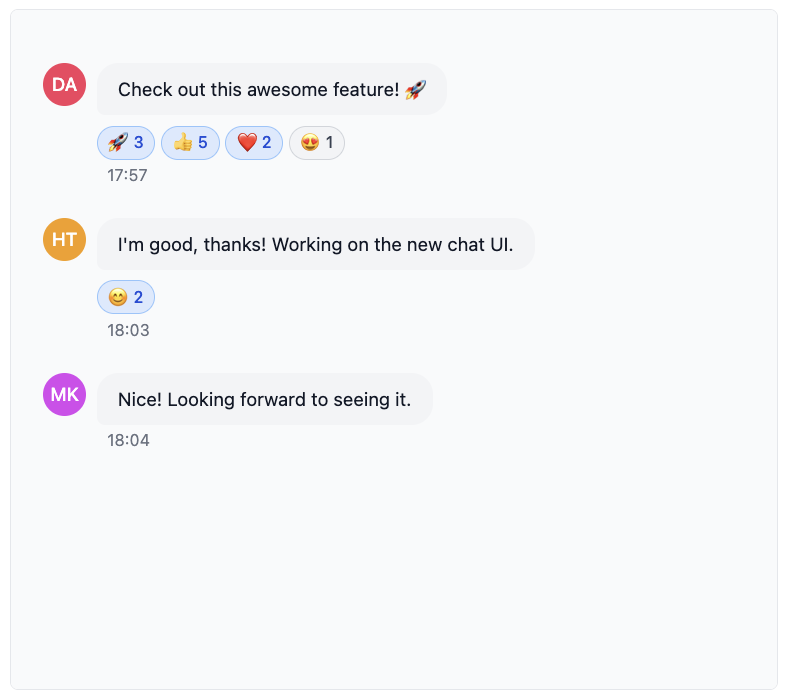 DA
Check out this awesome feature! 🚀
🚀 3 👍 5 ❤️ 2 😍 1
17:57
HT
I'm good, thanks! Working on the new chat UI.
😊 2
18:03
MK
Nice! Looking forward to seeing it.
18:04